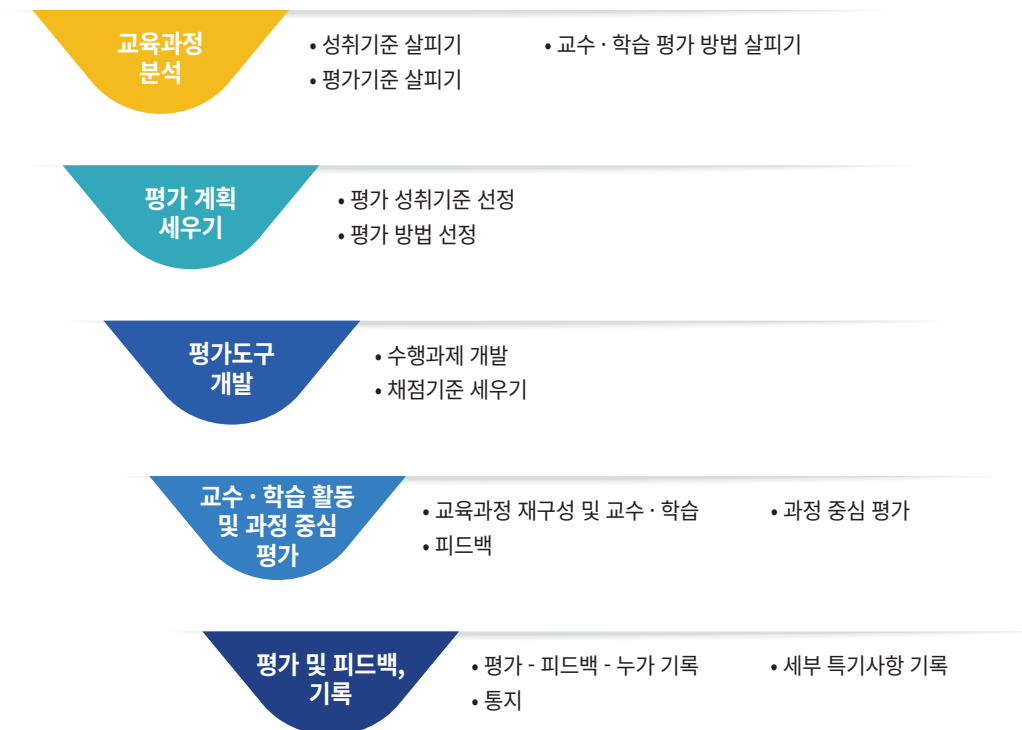 교육과정
분석
• 성취기준 살피기
• 교수 · 학습 평가 방법 살피기
• 평가기준 살피기
평가 계획
세우기
• 평가 성취기준 선정
• 평가 방법 선정
평가도구
개발
• 수행과제 개발
• 채점기준 세우기
교수 · 학습 활동
및 과정 중심
평가
• 교육과정 재구성 및 교수 · 학습
• 과정 중심 평가
• 피드백
평가 및 피드백,
기록
• 평가 - 피드백 - 누가 기록
• 세부 특기사항 기록
• 통지